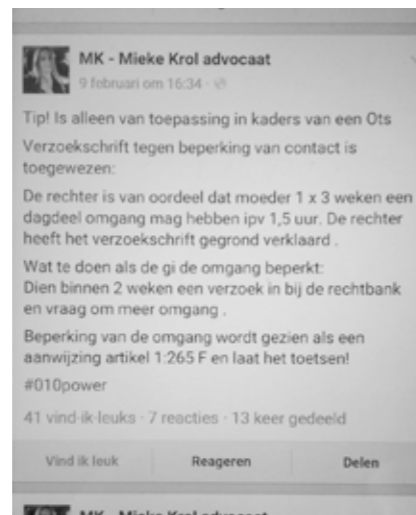 MK - Mieke Krol advocaat
9 februari om 16:34 ·
Tip! Is alleen van toepassing in kaders van een Ots
Verzoekschrift tegen beperking van contact is
toegewezen:
De rechter is van oordeel dat moeder 1 x 3 weken een
dagdeel omgang mag hebben ipv 1,5 uur. De rechter
heeft het verzoekschrift gegrond verklaard .
Wat te doen als de gi de omgang beperkt:
Dien binnen 2 weken een verzoek in bij de rechtbank
en vraag om meer omgang .
Beperking van de omgang wordt gezien als een
aanwijzing artikel 1:265 F en laat het toetsen!
#010power
41 vind-ik-leuks · 7 reacties · 13 keer gedeeld
Vind ik leuk Reageren Delen
MK - Mieke Krol advocaat